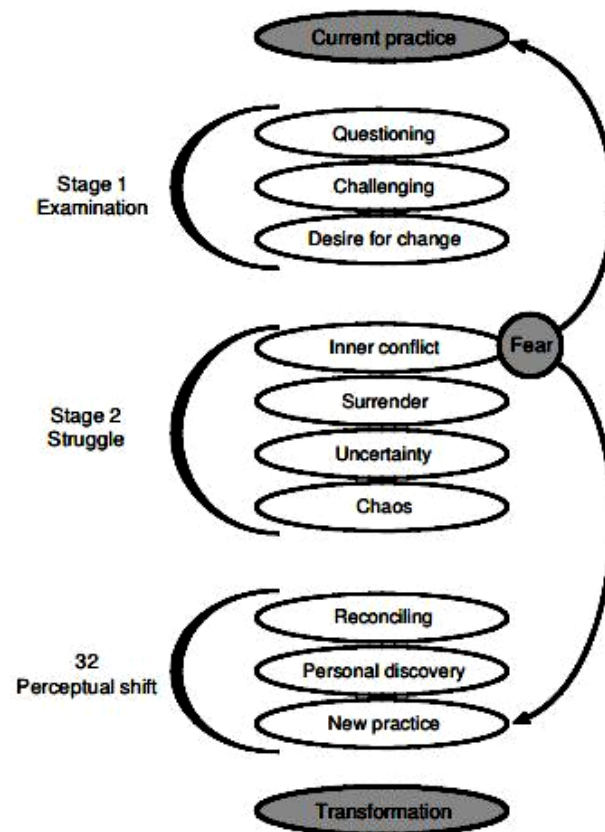 Current practice
Questioning
Stage 1
Examination
Challenging
Desire for change
Inner conflict
Fear
Stage 2
Struggle
Surrender
Uncertainty
Chaos
Reconciling
32
Perceptual shift
Personal discovery
New practice
Transformation